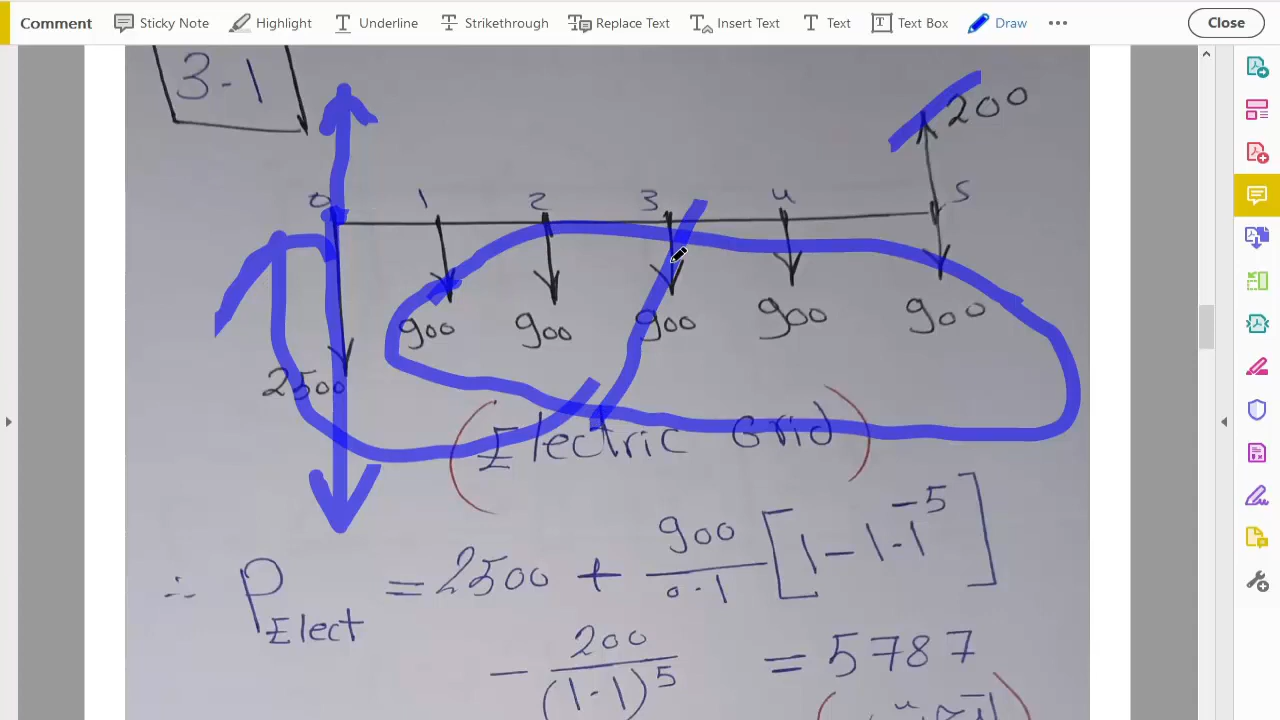 Comment Sticky Note Highlight Underline Strikethrough Replace Text Insert Text Text Text Box Draw Close
3-1
200
0 1 2 3 4 5
900 900 900 900 900
2500
(Electric Grid)
∴ P Elect = 2500 + 900/0.1 [1 - 1.1^-5]
- 200/(1.1)^5 = 5787